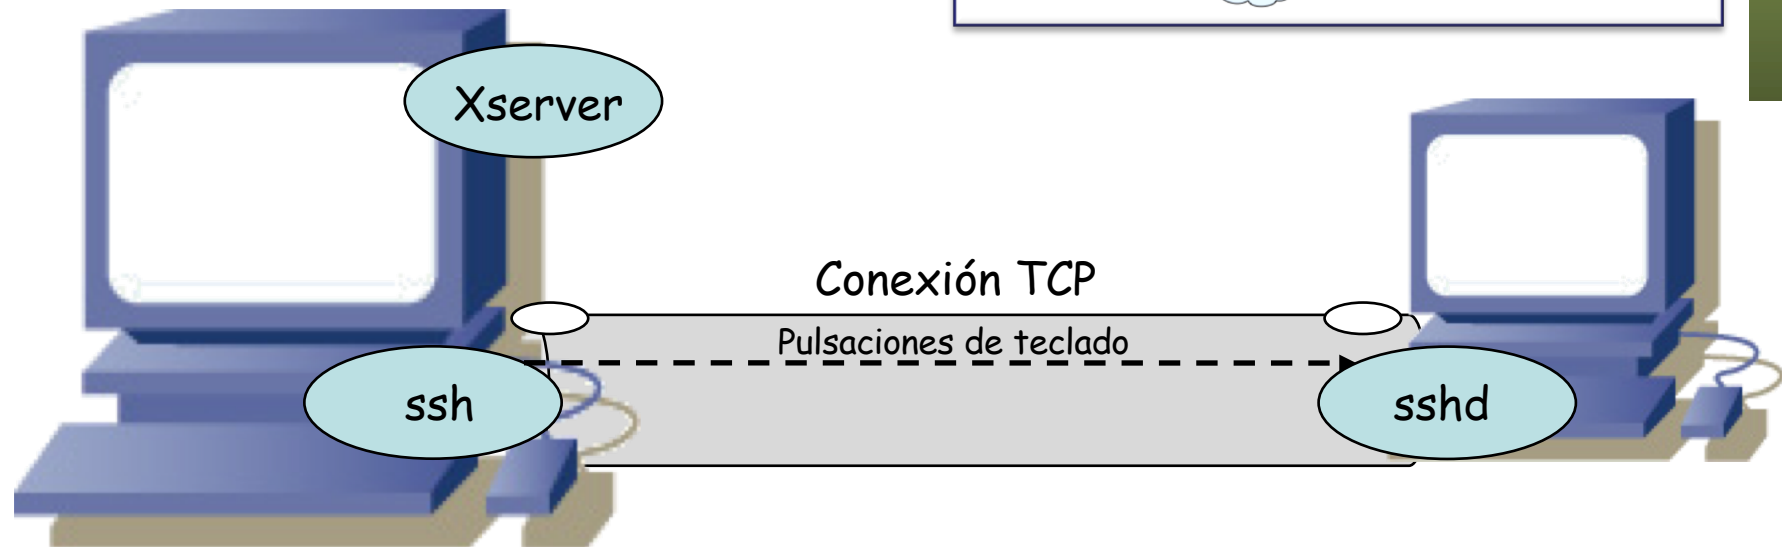 Xserver
Conexión TCP
Pulsaciones de teclado
ssh
sshd